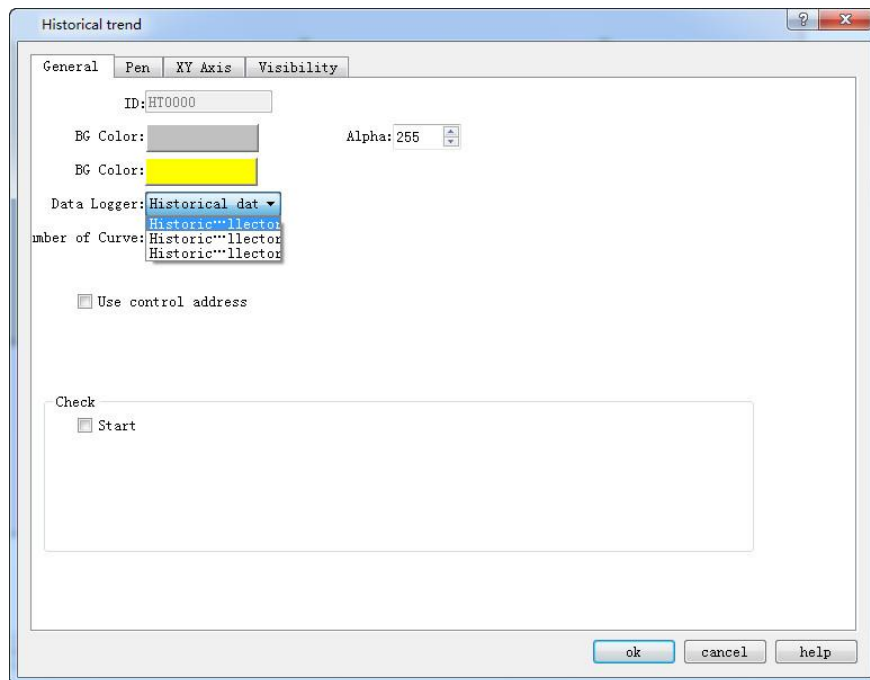 Historical trend
General Pen XY Axis Visibility
ID: HT0000
BG Color: Alpha: 255
BG Color:
Data Logger: Historical dat
Historic…llector
umber of Curve: Historic…llector
Historic…llector
Use control address
Check
Start
ok cancel help